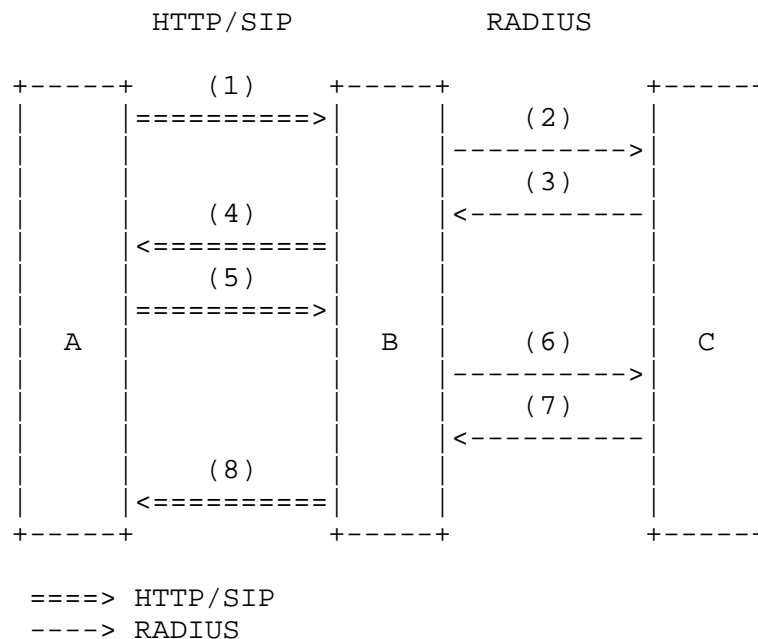 HTTP/SIP RADIUS
+-----+ (1) +-----+ +-----+
| |==========>| | (2) | |
| | | |---------->| |
| | | | (3) | |
| | (4) | |<----------| |
| |<==========| | | |
| | (5) | | | |
| |==========>| | | |
| A | | B | (6) | C |
| | | |---------->| |
| | | | (7) | |
| | | |<----------| |
| | (8) | | | |
| |<==========| | | |
+-----+ +-----+ +-----+
====> HTTP/SIP
----> RADIUS